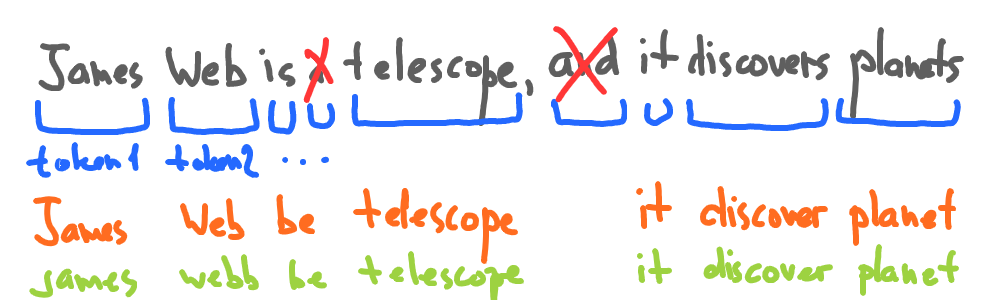 James Web is a telescope, and it discovers planets
token1 token2 ...
James Web be telescope it discover planet
james webb be telescope it discover planet